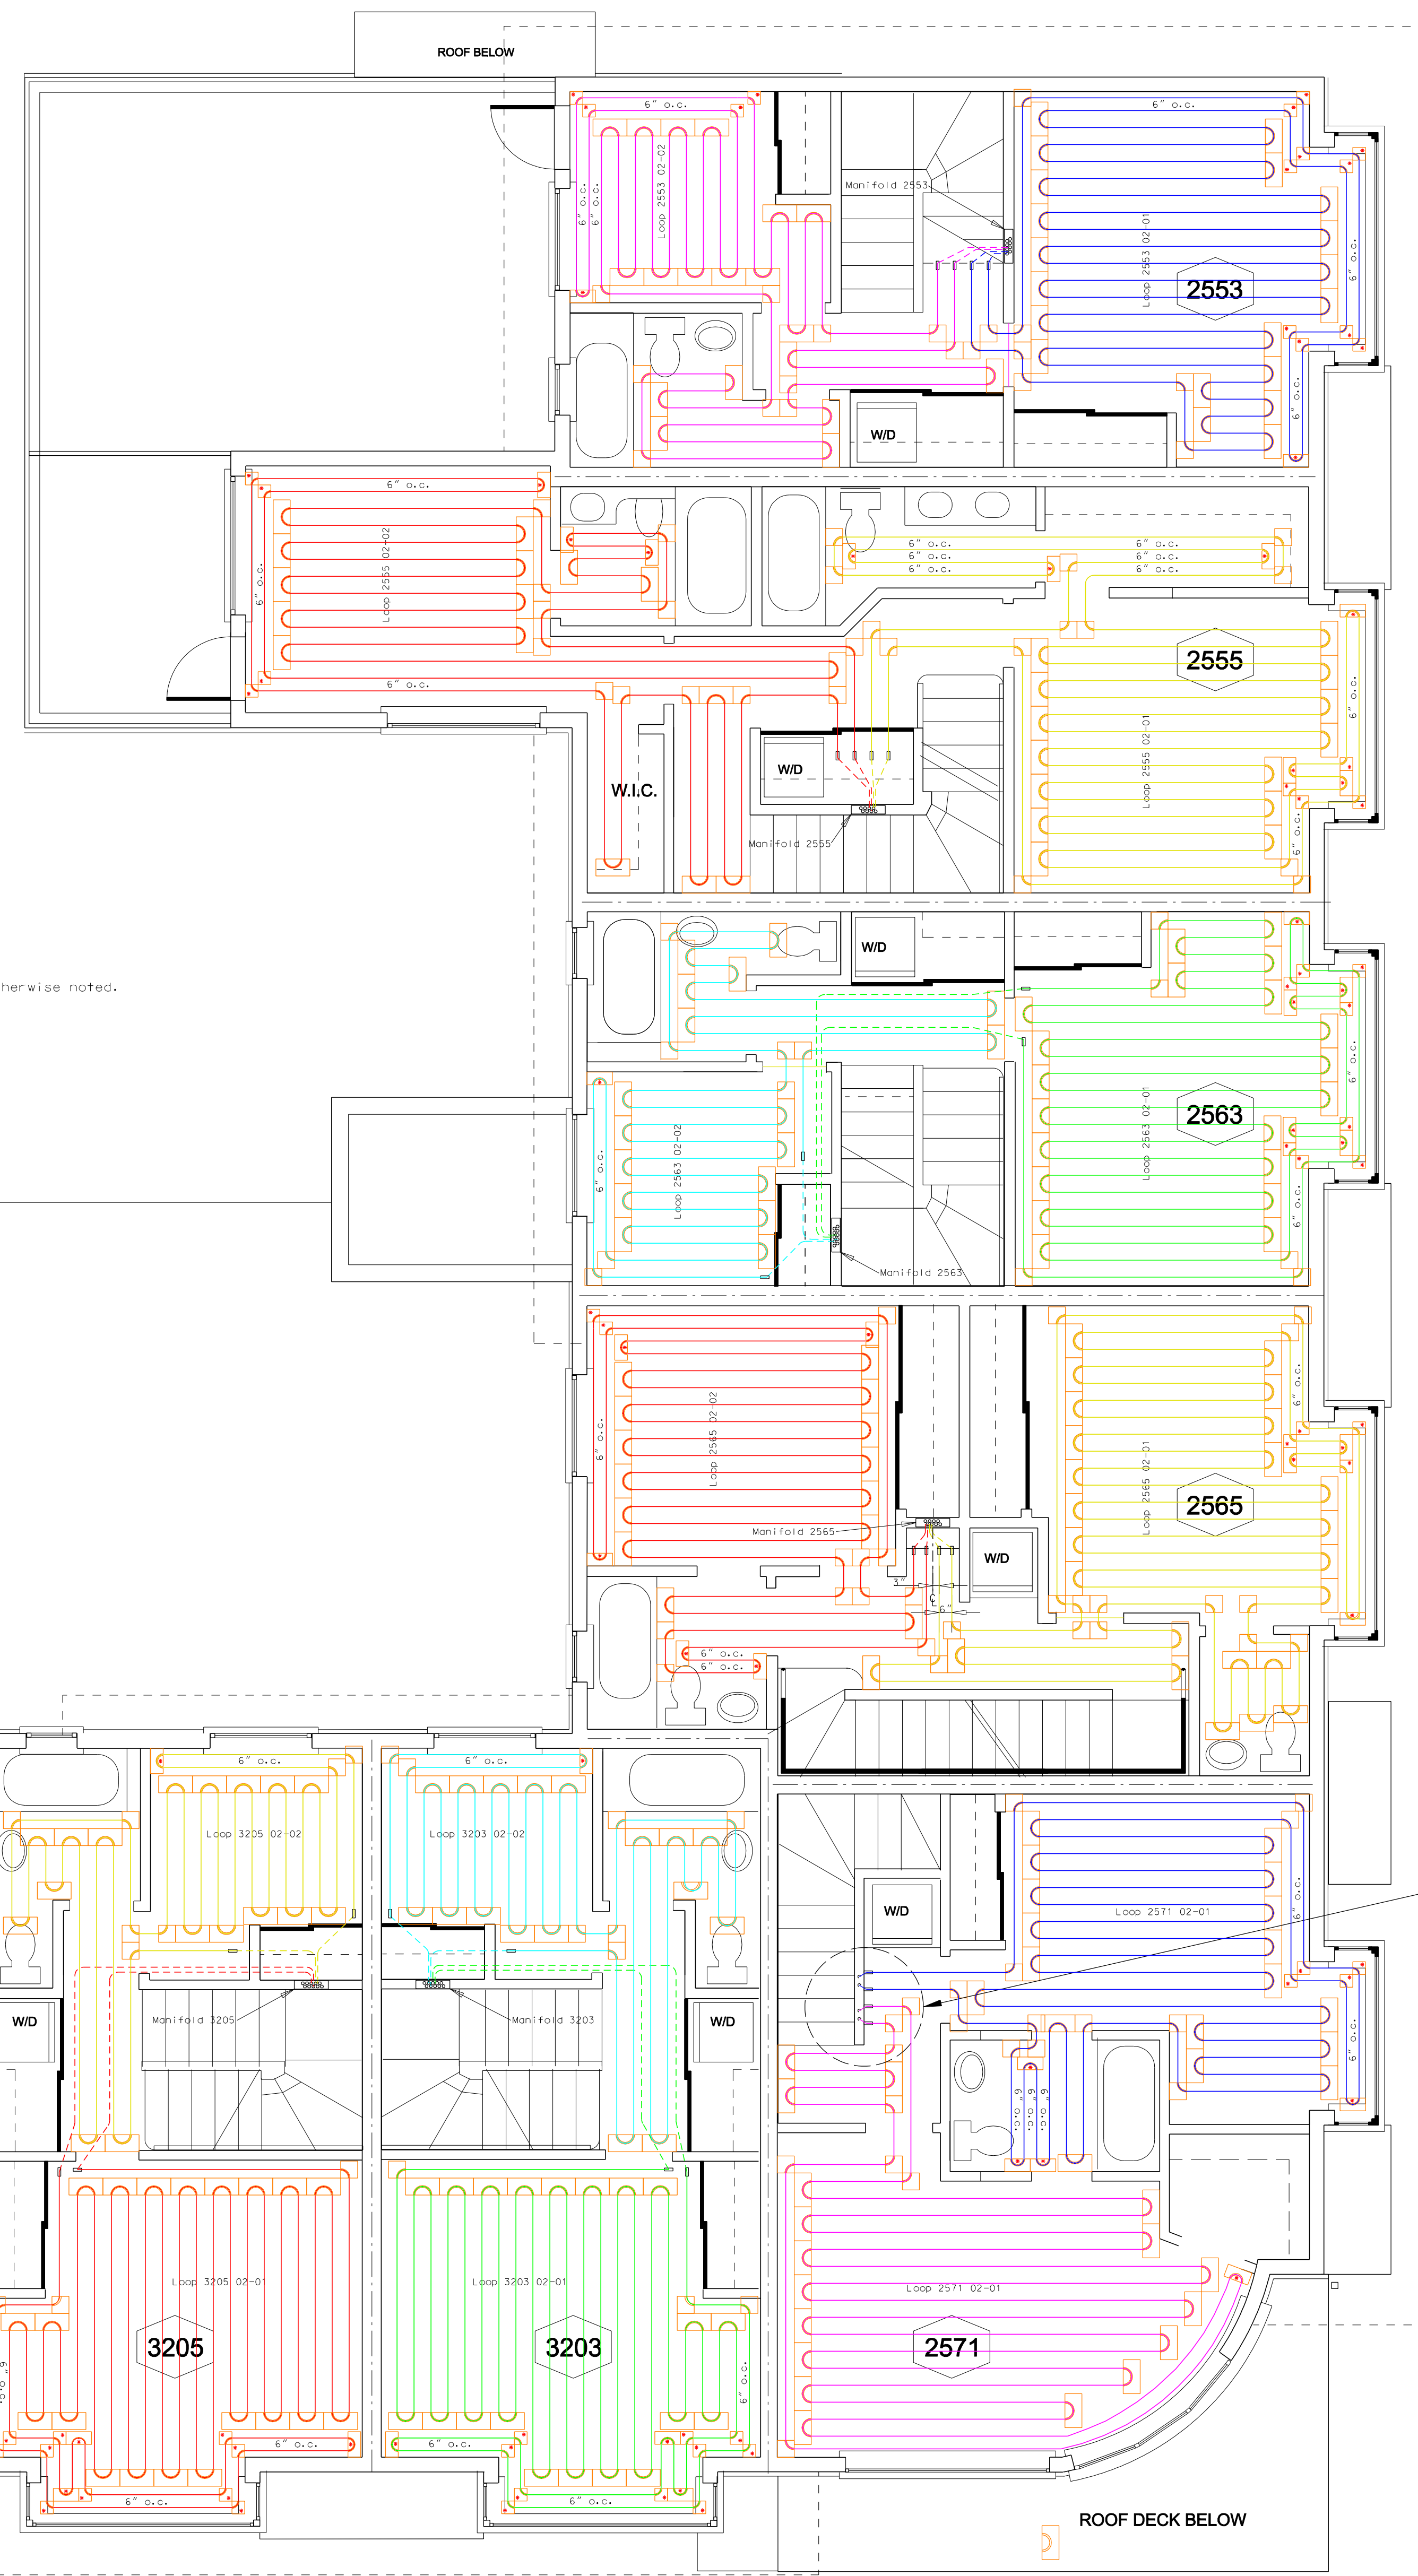 ROOF BELOW
6" o.c.
6" o.c.
6" o.c.
6" o.c.
Loop 2553 02-02
Manifold 2553
Loop 2553 02-01
2553
6" o.c.
6" o.c.
W/D
6" o.c.
Loop 2555 02-02
6" o.c.
6" o.c.
6" o.c.
6" o.c.
6" o.c.
6" o.c.
6" o.c.
6" o.c.
2555
6" o.c.
Loop 2555 02-01
W/D
W.I.C.
Manifold 2555
6" o.c.
W/D
herwise noted.
6" o.c.
2563
Loop 2563 02-01
Loop 2563 02-02
6" o.c.
6" o.c.
Manifold 2563
6" o.c.
Loop 2565 02-02
6" o.c.
Loop 2565 02-01
2565
Manifold 2565
W/D
3"
6"
6" o.c.
6" o.c.
6" o.c.
6" o.c.
Loop 3205 02-02
Loop 3203 02-02
W/D
Loop 2571 02-01
6" o.c.
W/D
Manifold 3205
Manifold 3203
W/D
6" o.c.
6" o.c.
6" o.c.
6" o.c.
Loop 3205 02-01
Loop 3203 02-01
Loop 2571 02-01
3205
3203
2571
6" o.c.
6" o.c.
6" o.c.
6" o.c.
6" o.c.
6" o.c.
ROOF DECK BELOW